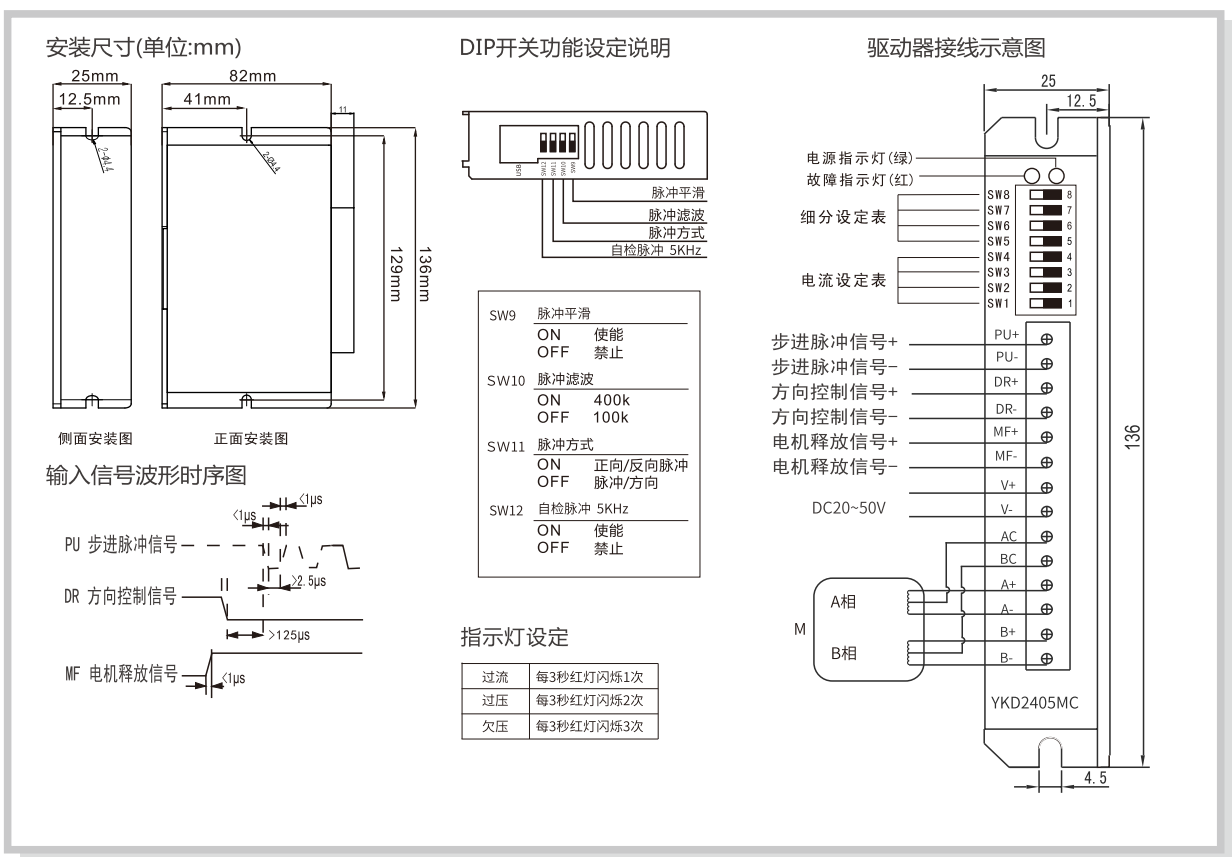 安装尺寸(单位:mm)
25mm
12.5mm
2-Φ4.4
82mm
41mm
11
2-Φ4.4
129mm
136mm
侧面安装图
正面安装图
输入信号波形时序图
<1μs
<1μs
PU 步进脉冲信号
>2.5μs
DR 方向控制信号
>125μs
MF 电机释放信号
<1μs
DIP开关功能设定说明
USB
SW12
SW11
SW10
SW9
脉冲平滑
脉冲滤波
脉冲方式
自检脉冲 5KHz
SW9 脉冲平滑
ON 使能
OFF 禁止
SW10 脉冲滤波
ON 400k
OFF 100k
SW11 脉冲方式
ON 正向/反向脉冲
OFF 脉冲/方向
SW12 自检脉冲 5KHz
ON 使能
OFF 禁止
指示灯设定
过流 每3秒红灯闪烁1次
过压 每3秒红灯闪烁2次
欠压 每3秒红灯闪烁3次
驱动器接线示意图
25
12.5
电源指示灯(绿)
故障指示灯(红)
细分设定表
电流设定表
SW8 8
SW7 7
SW6 6
SW5 5
SW4 4
SW3 3
SW2 2
SW1 1
步进脉冲信号+ PU+
步进脉冲信号- PU-
方向控制信号+ DR+
方向控制信号- DR-
电机释放信号+ MF+
电机释放信号- MF-
DC20~50V
V+
V-
AC
BC
A+
A-
B+
B-
M
A相
B相
YKD2405MC
136
4.5